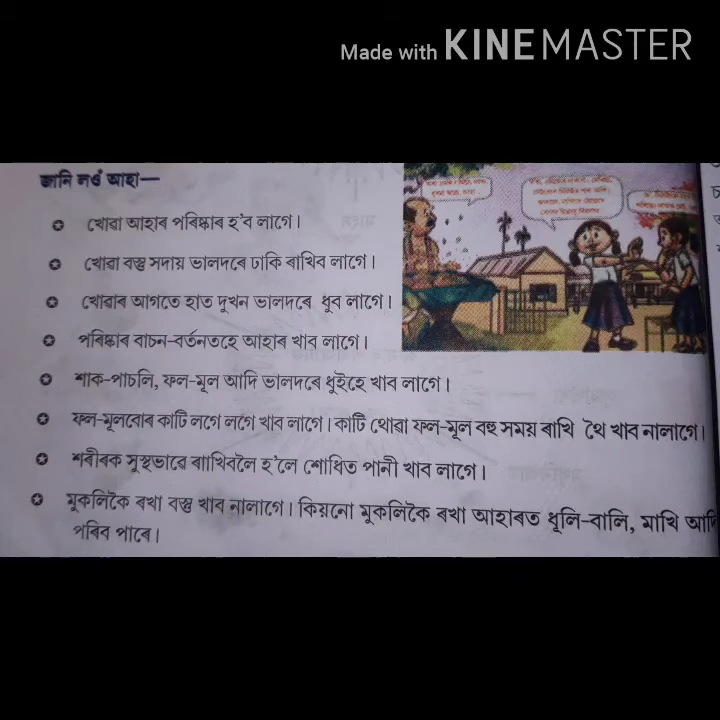 Made with KINEMASTER
জানি লওঁ আহা—
✪ খোৱা আহাৰ পৰিষ্কাৰ হ'ব লাগে।
✪ খোৱা বস্তু সদায় ভালদৰে ঢাকি ৰাখিব লাগে।
✪ খোৱাৰ আগতে হাত দুখন ভালদৰে ধুব লাগে।
✪ পৰিষ্কাৰ বাচন-বৰ্তনতহে আহাৰ খাব লাগে।
✪ শাক-পাচলি, ফল-মূল আদি ভালদৰে ধুইহে খাব লাগে।
✪ ফল-মূলবোৰ কাটি লগে লগে খাব লাগে। কাটি থোৱা ফল-মূল বহু সময় ৰাখি থৈ খাব নালাগে।
✪ শৰীৰক সুস্থভাৱে ৰাখিবলৈ হ'লে শোধিত পানী খাব লাগে।
✪ মুকলিকৈ ৰখা বস্তু খাব নালাগে। কিয়নো মুকলিকৈ ৰখা আহাৰত ধূলি-বালি, মাখি আদি
পৰিব পাৰে।